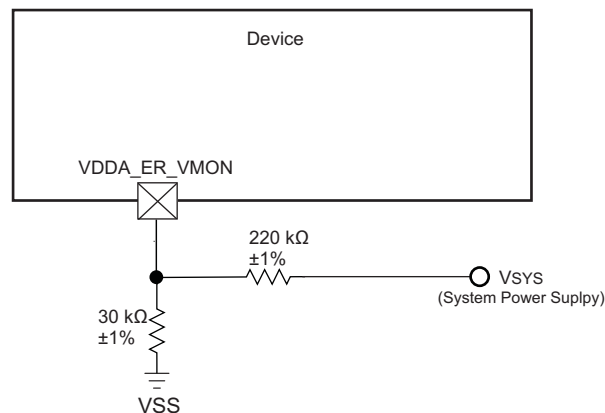 Device
VDDA_ER_VMON
220 kΩ
±1%
VSYS
(System Power Suplpy)
30 kΩ
±1%
VSS